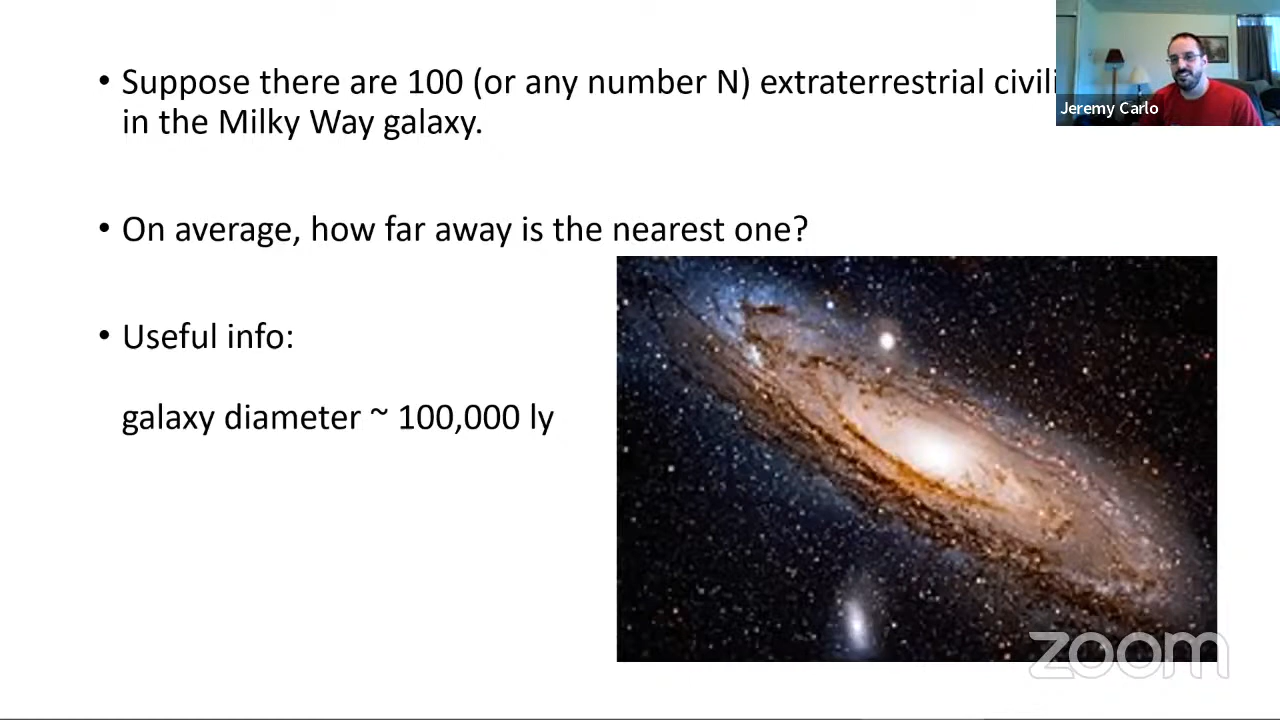 • Suppose there are 100 (or any number N) extraterrestrial civili
in the Milky Way galaxy.
Jeremy Carlo
• On average, how far away is the nearest one?
• Useful info:
galaxy diameter ~ 100,000 ly
zoom